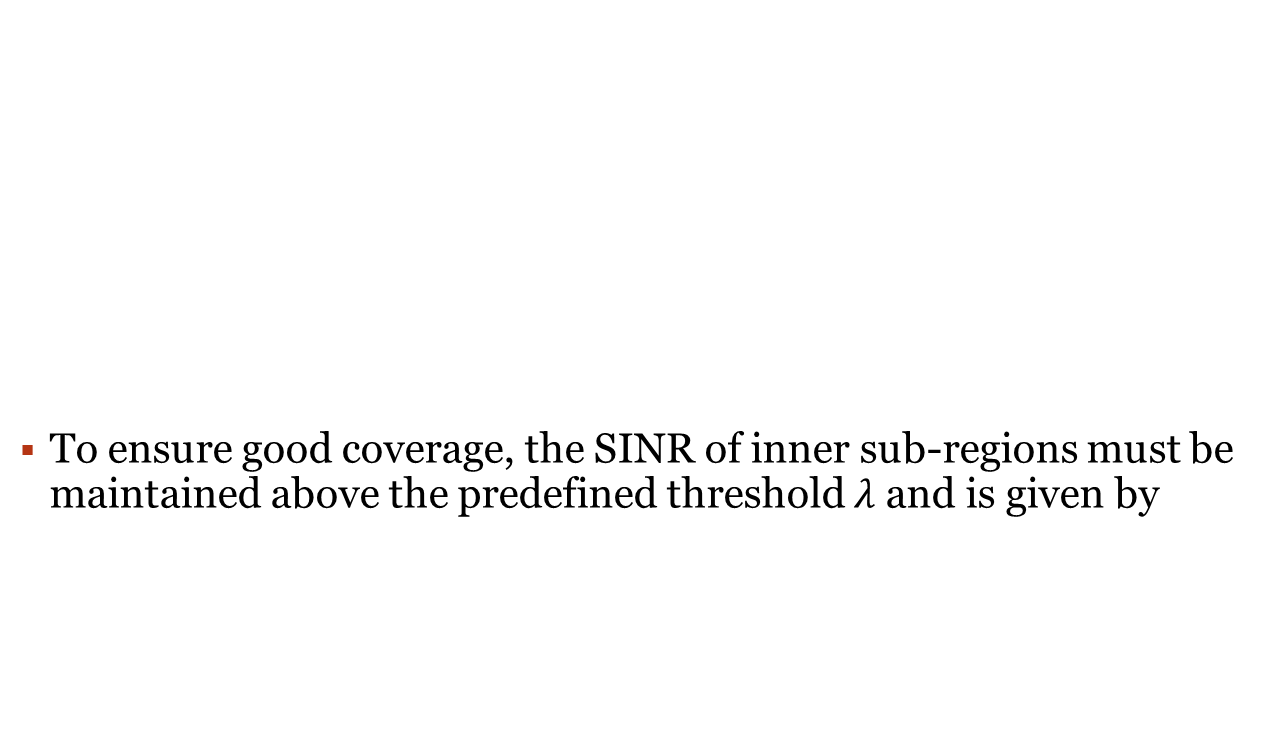 ▪ To ensure good coverage, the SINR of inner sub-regions must be
maintained above the predefined threshold λ and is given by